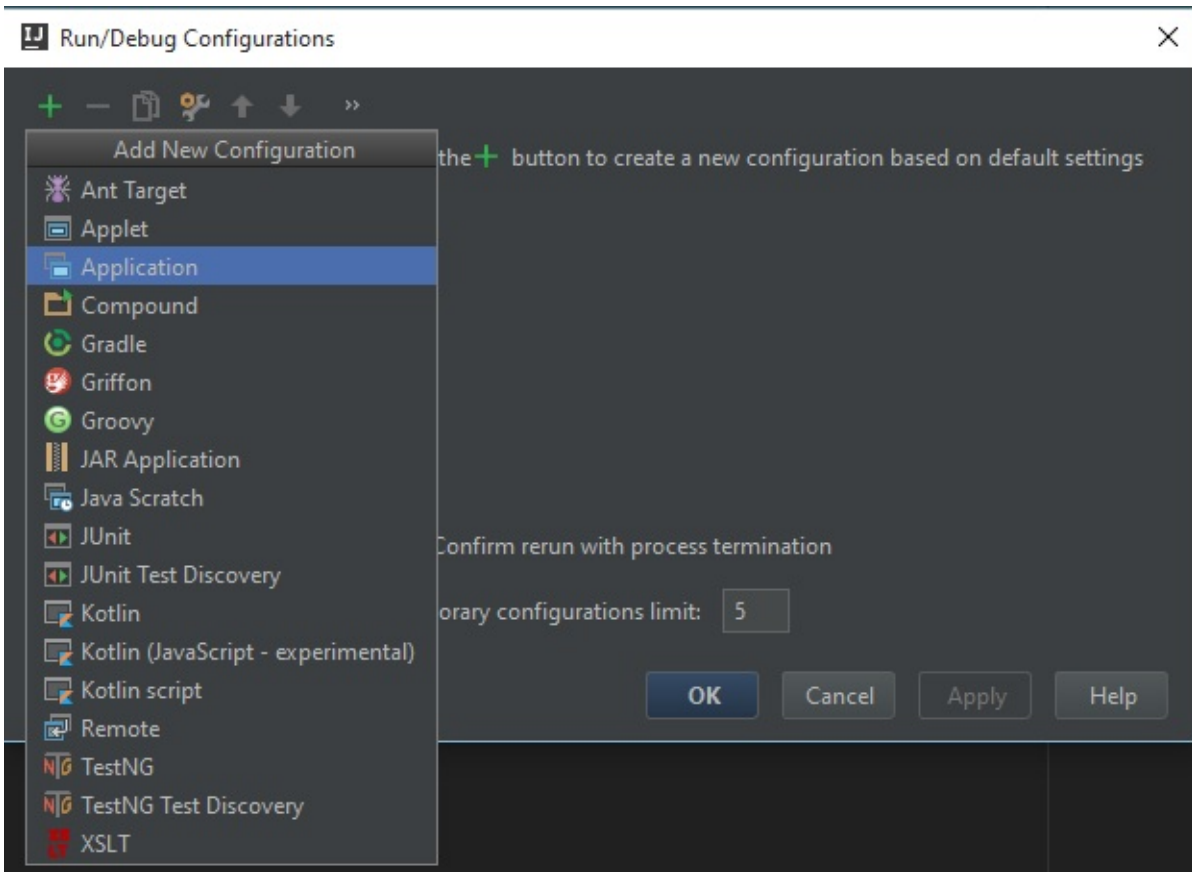 IJ Run/Debug Configurations
Add New Configuration
the + button to create a new configuration based on default settings
Ant Target
Applet
Application
Compound
Gradle
Griffon
Groovy
JAR Application
Java Scratch
JUnit
Confirm rerun with process termination
JUnit Test Discovery
Kotlin
orary configurations limit: 5
Kotlin (JavaScript - experimental)
Kotlin script
OK Cancel Apply Help
Remote
TestNG
TestNG Test Discovery
XSLT